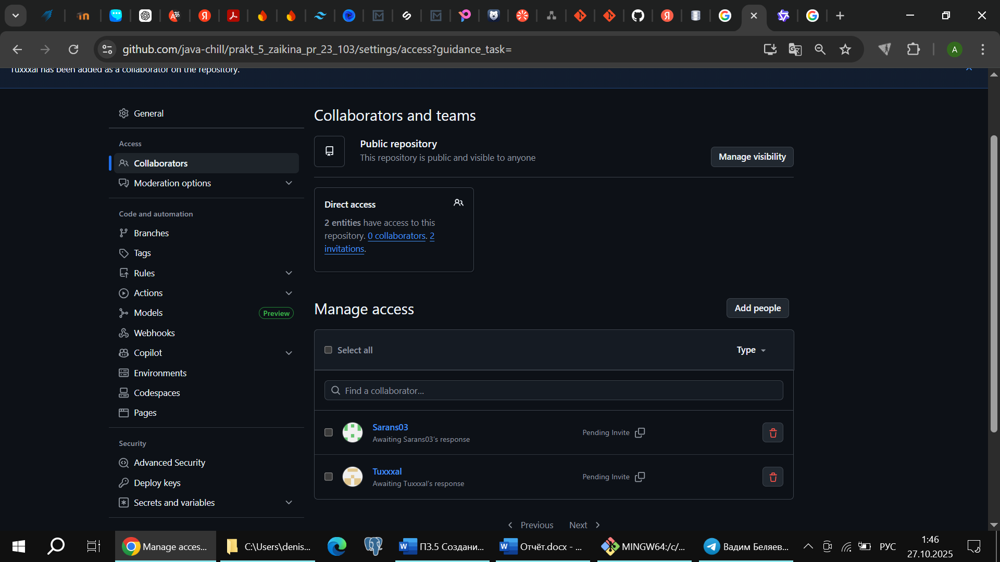 github.com/java-chill/prakt_5_zaikina_pr_23_103/settings/access?guidance_task=
A
Tuxxxal has been added as a collaborator on the repository.
General
Access
Collaborators
Moderation options
Code and automation
Branches
Tags
Rules
Actions
Models Preview
Webhooks
Copilot
Environments
Codespaces
Pages
Security
Advanced Security
Deploy keys
Secrets and variables
Collaborators and teams
Public repository
This repository is public and visible to anyone
Manage visibility
Direct access
2 entities have access to this
repository. 0 collaborators. 2
invitations.
Manage access
Add people
Select all
Type
Find a collaborator...
Sarans03
Awaiting Sarans03's response
Pending Invite
Tuxxxal
Awaiting Tuxxxal's response
Pending Invite
Previous Next
Manage acces...
C:\Users\denis...
ПЗ.5 Создани...
Отчёт.docx - ...
MINGW64:/c/...
Вадим Беляев...
РУС
1:46
27.10.2025